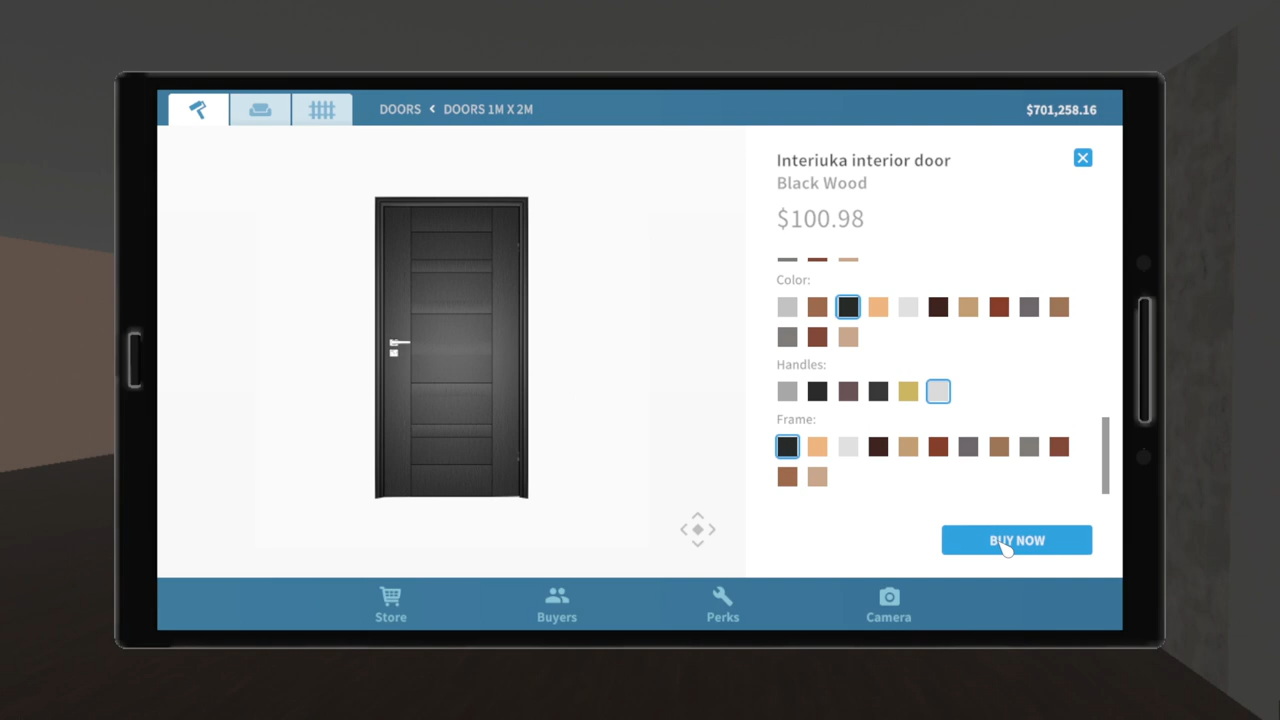 DOORS < DOORS 1M X 2M
$701,258.16
Interiuka interior door
Black Wood
$100.98
Color:
Handles:
Frame:
BUY NOW
Store
Buyers
Perks
Camera